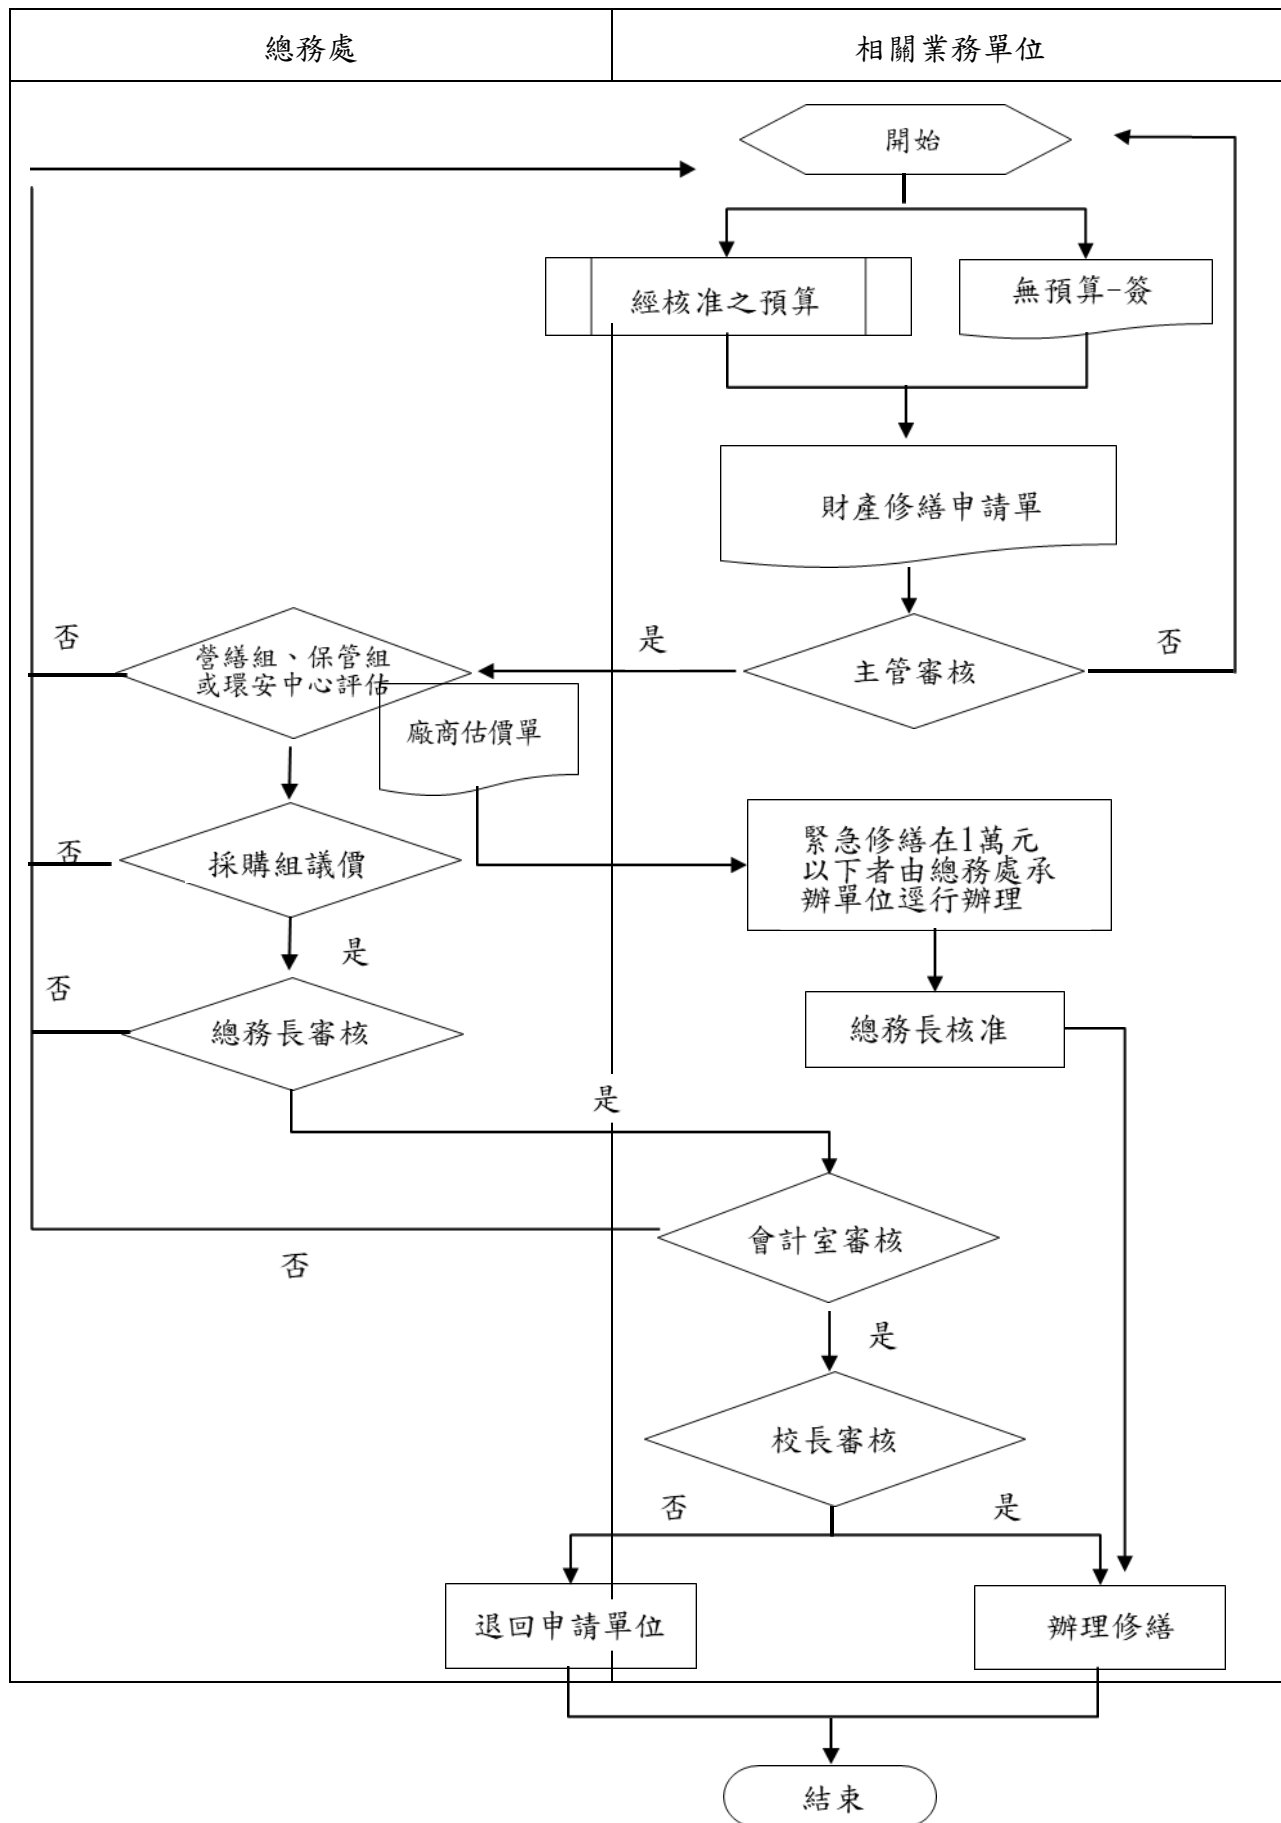 總務處
相關業務單位
開始
經核准之預算
無預算-簽
財產修繕申請單
否
營繕組、保管組
或環安中心評估
是
主管審核
否
廠商估價單
否
採購組議價
緊急修繕在1萬元
以下者由總務處承
辦單位逕行辦理
是
否
總務長審核
總務長核准
是
會計室審核
否
是
校長審核
否
是
退回申請單位
辦理修繕
結束